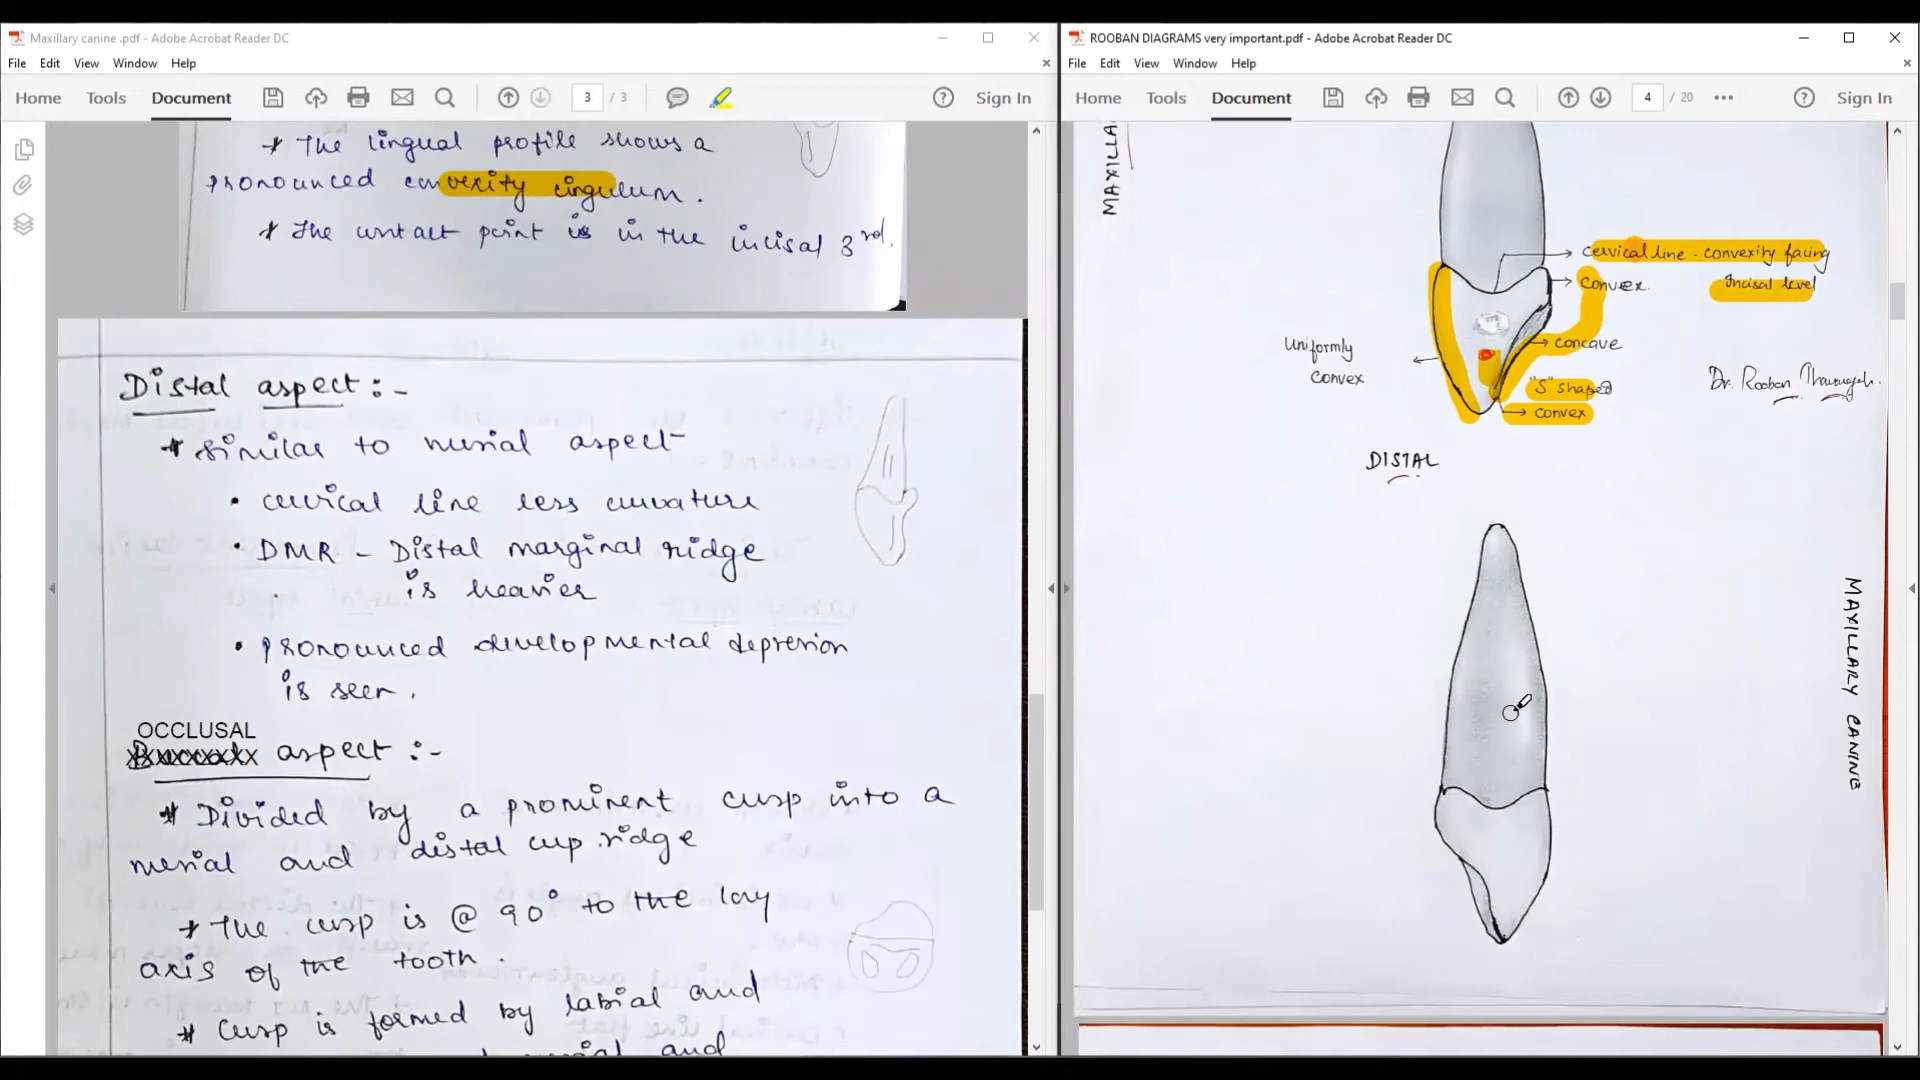 Maxillary canine .pdf - Adobe Acrobat Reader DC
File Edit View Window Help
Home Tools Document 3 / 3 Sign In
* The lingual profile shows a
pronounced convexity cingulum.
* The contact point is in the incisal 3rd.
Distal aspect:-
* Similar to mesial aspect
• cervical line less curvature
• DMR - Distal marginal ridge
is heavier
• pronounced developmental depression
is seen.
OCCLUSAL
XXXXXXXXX aspect :-
* Divided by a prominent cusp into a
mesial and distal cup ridge
* The cusp is @ 90° to the long
axis of the tooth.
* Cusp is formed by labial and
mesial and
ROOBAN DIAGRAMS very important.pdf - Adobe Acrobat Reader DC
File Edit View Window Help
Home Tools Document 4 / 20 Sign In
MAXILLA
Cervical line - convexity facing
Incisal level
Convex.
Uniformly
Convex
Concave
"S" shaped
convex
Dr. Rooban Thavarajah.
DISTAL
MAXILLARY CANINE